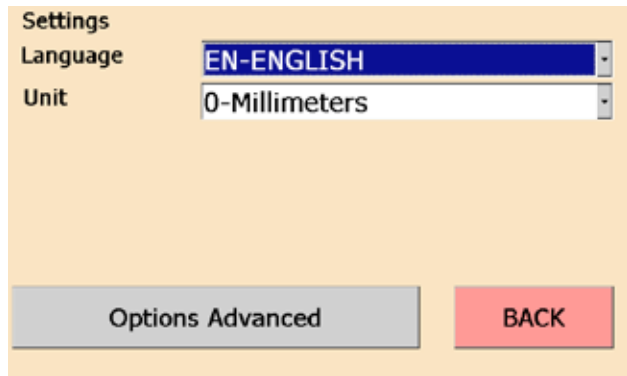 Settings
Language EN-ENGLISH
Unit 0-Millimeters
Options Advanced BACK